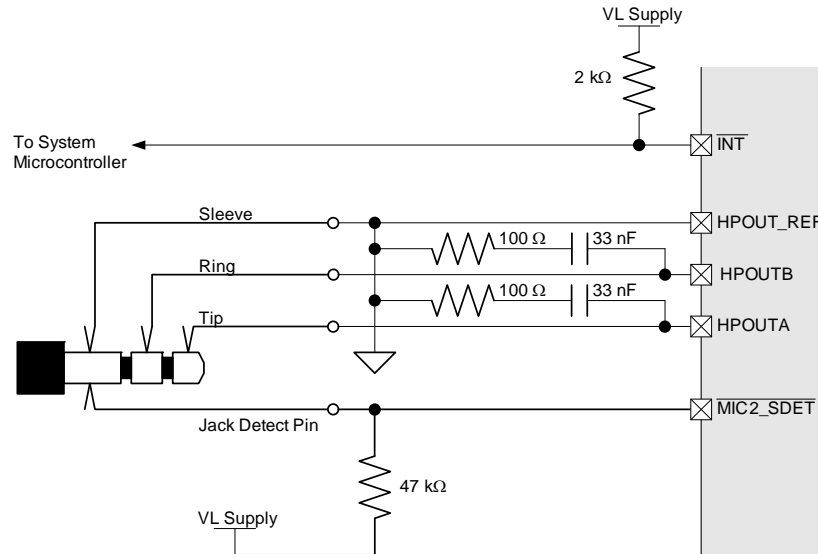 VL Supply
2 kΩ
To System
Microcontroller
INT
Sleeve
HPOUT_REF
100 Ω
33 nF
Ring
HPOUTB
100 Ω
33 nF
Tip
HPOUTA
MIC2_SDET
Jack Detect Pin
47 kΩ
VL Supply